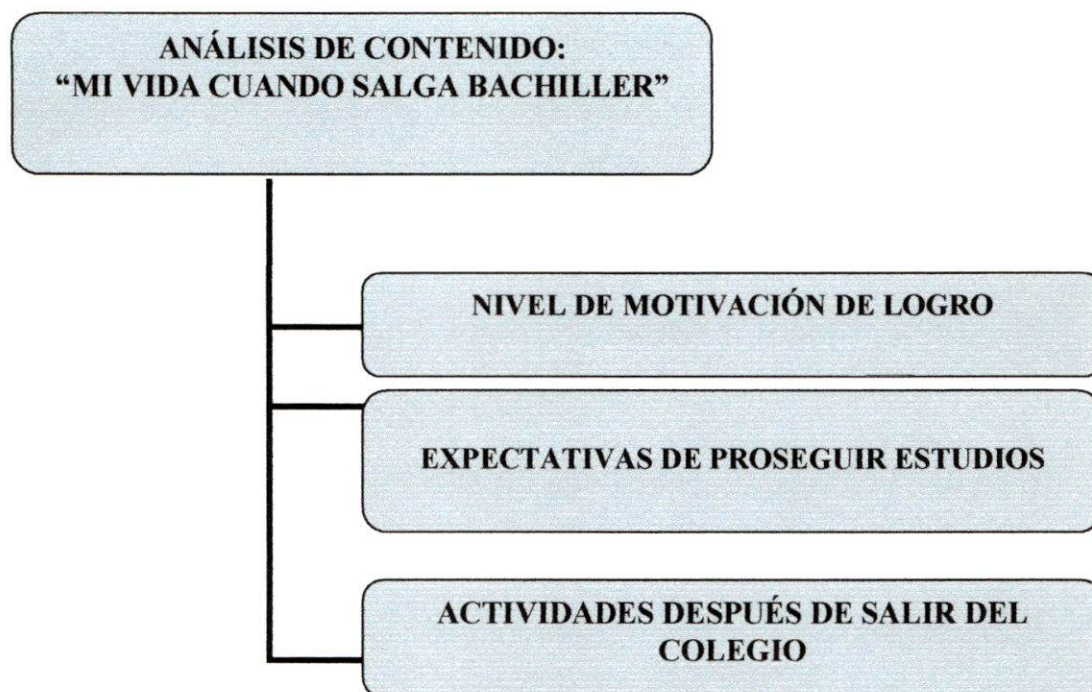 ANÁLISIS DE CONTENIDO:
“MI VIDA CUANDO SALGA BACHILLER”
NIVEL DE MOTIVACIÓN DE LOGRO
EXPECTATIVAS DE PROSEGUIR ESTUDIOS
ACTIVIDADES DESPUÉS DE SALIR DEL
COLEGIO